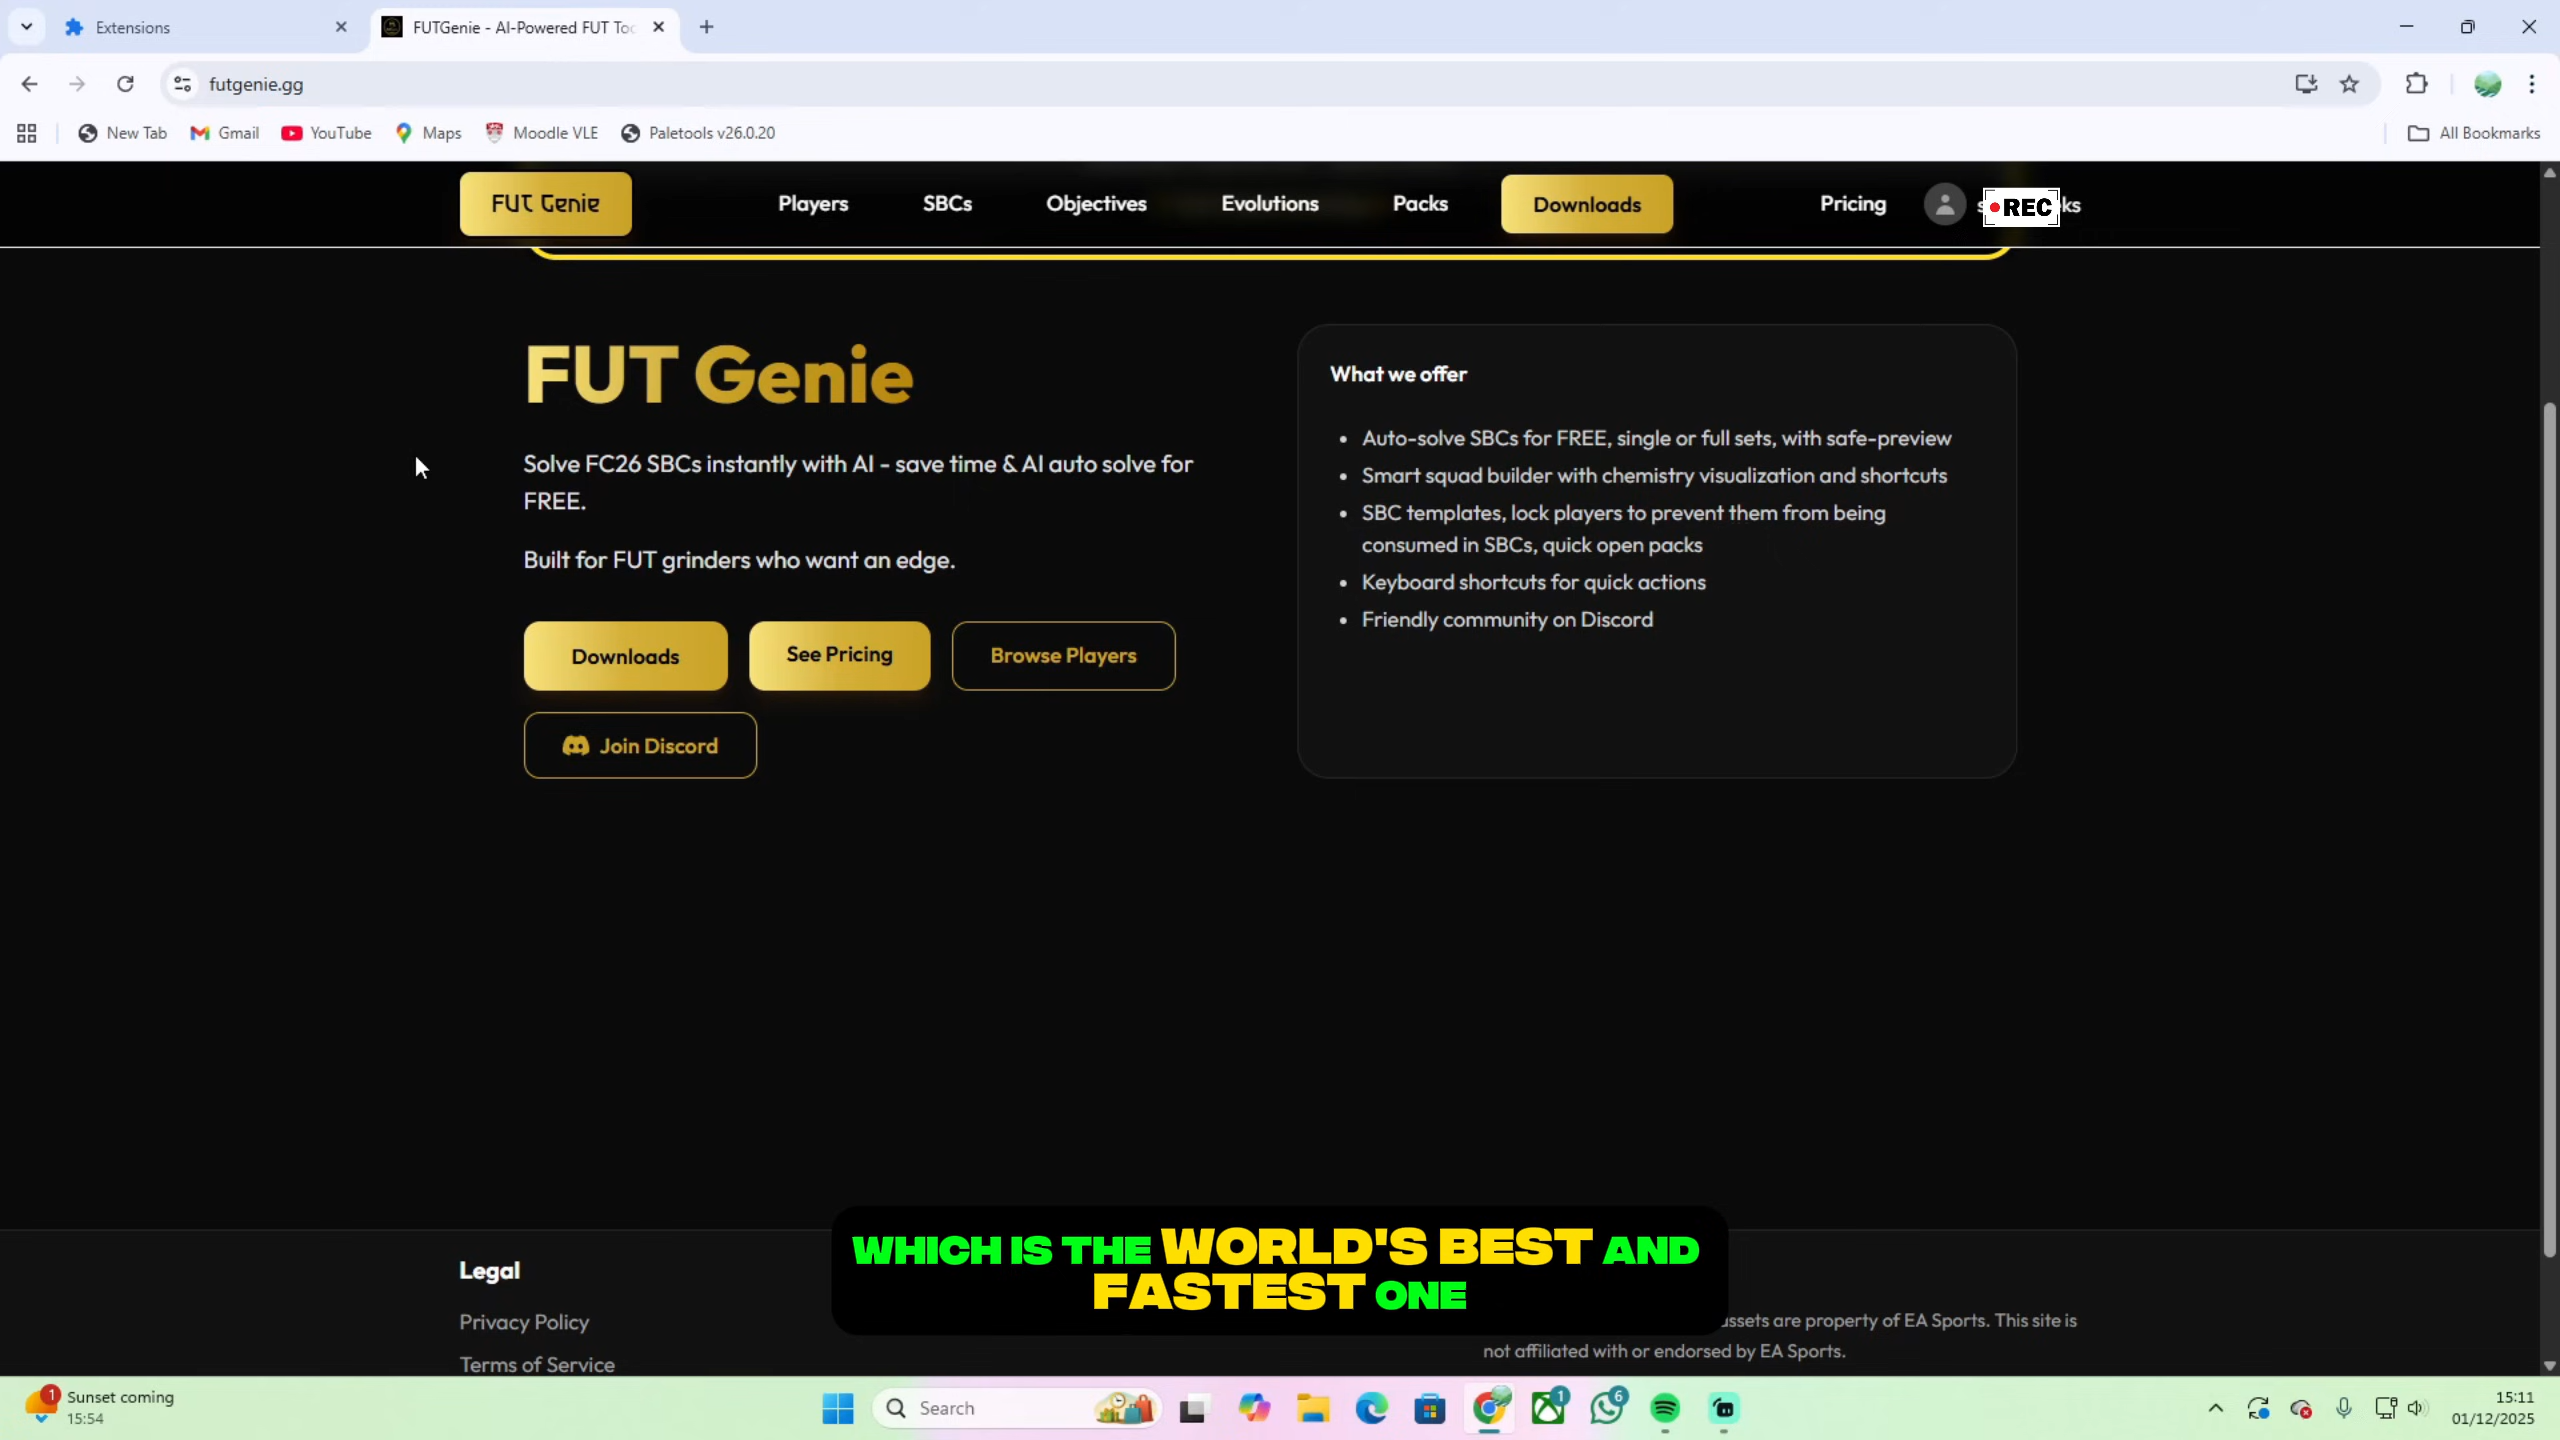 Extensions
FUTGenie - AI-Powered FUT Too
futgenie.gg
New Tab
Gmail
YouTube
Maps
Moodle VLE
Paletools v26.0.20
All Bookmarks
FUT Genie
Players
SBCs
Objectives
Evolutions
Packs
Downloads
Pricing
REC
FUT Genie
Solve FC26 SBCs instantly with AI - save time & AI auto solve for
FREE.
Built for FUT grinders who want an edge.
Downloads
See Pricing
Browse Players
Join Discord
What we offer
Auto-solve SBCs for FREE, single or full sets, with safe-preview
Smart squad builder with chemistry visualization and shortcuts
SBC templates, lock players to prevent them from being
consumed in SBCs, quick open packs
Keyboard shortcuts for quick actions
Friendly community on Discord
WHICH IS THE WORLD'S BEST AND
FASTEST ONE
Legal
Privacy Policy
Terms of Service
assets are property of EA Sports. This site is
not affiliated with or endorsed by EA Sports.
1
Sunset coming
15:54
Search
1
6
15:11
01/12/2025